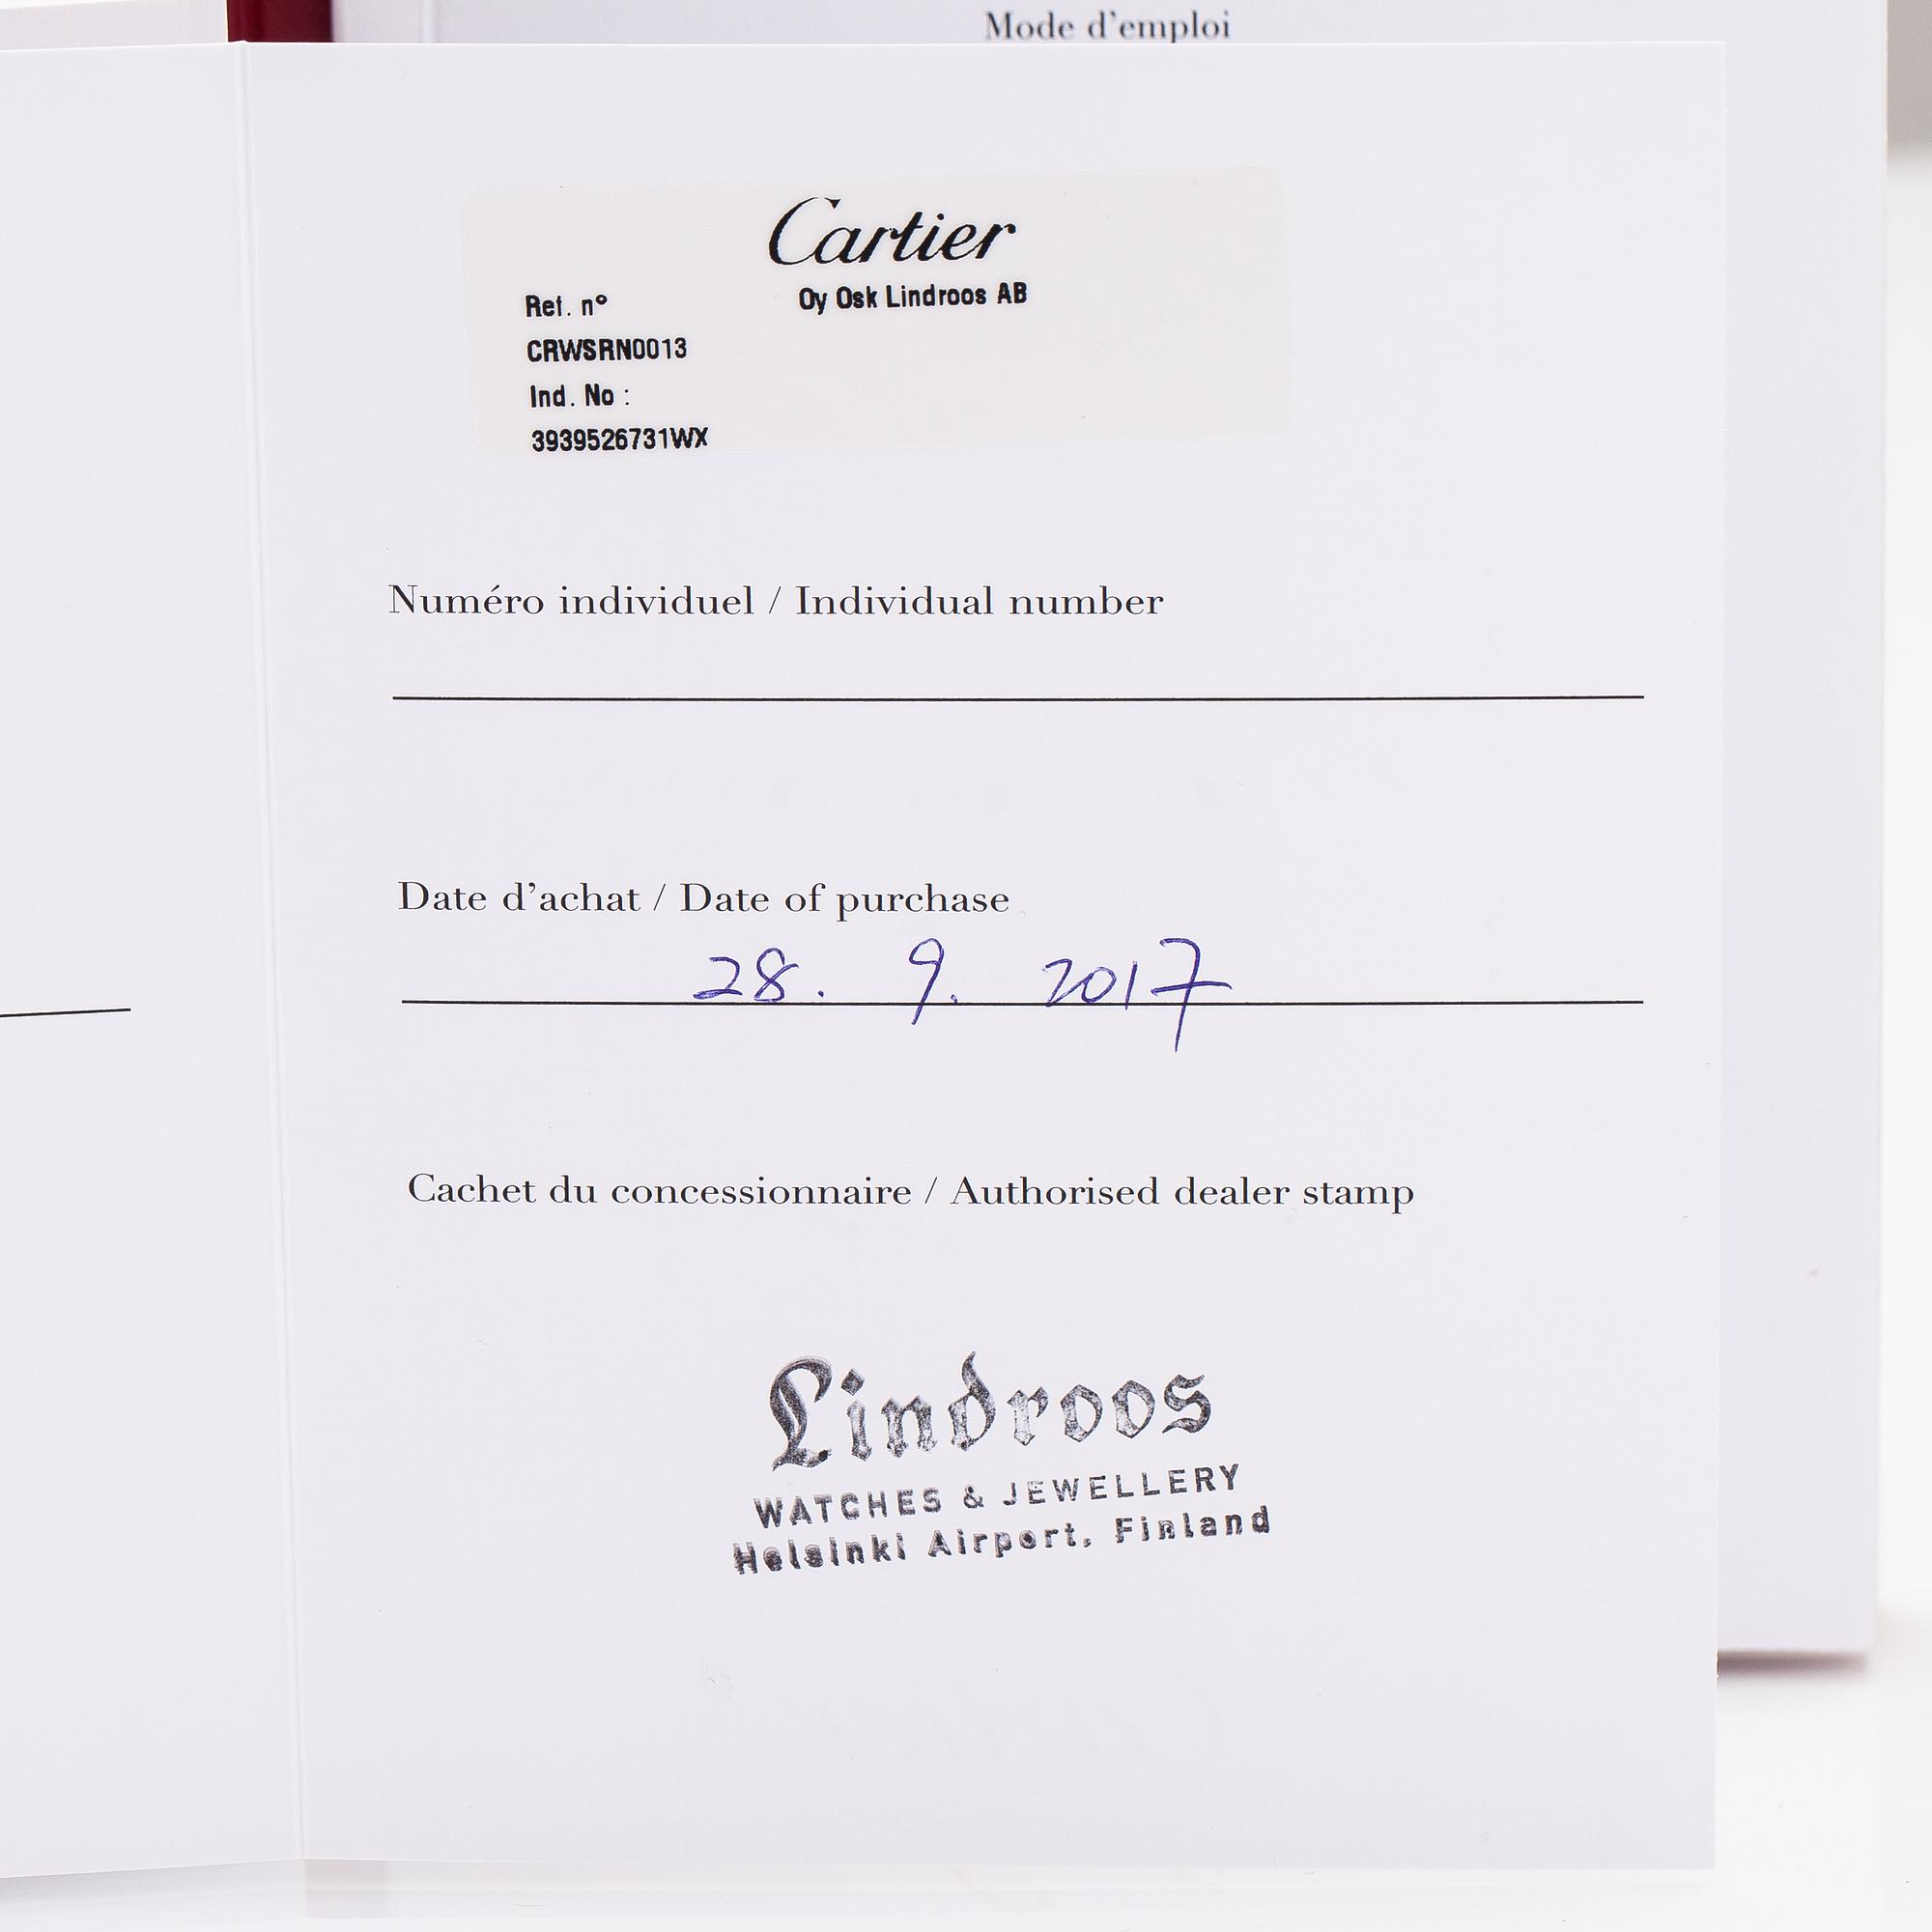 Mode d'emploi
Cartier
Ref. n° Oy Osk Lindroos AB
CRWSRN0013
Ind. No :
3939526731WX
Numéro individuel / Individual number
Date d'achat / Date of purchase
28. 9. 2017
Cachet du concessionnaire / Authorised dealer stamp
Lindroos
WATCHES & JEWELLERY
Helsinki Airport, Finland